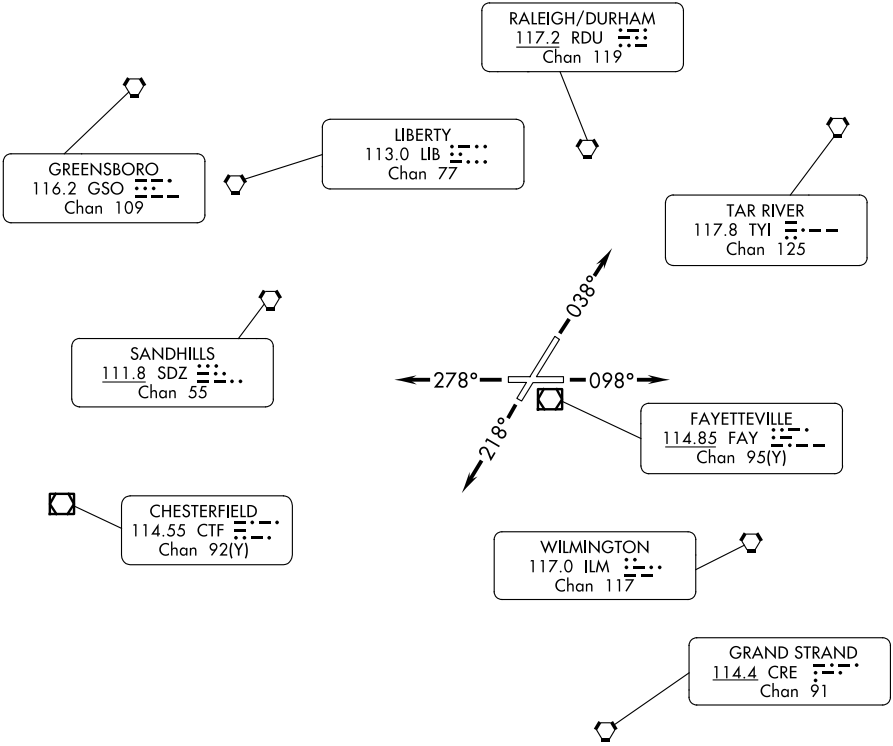 RALEIGH/DURHAM
117.2 RDU
Chan 119
LIBERTY
113.0 LIB
Chan 77
GREENSBORO
116.2 GSO
Chan 109
TAR RIVER
117.8 TYI
Chan 125
038°
SANDHILLS
111.8 SDZ
Chan 55
278°
098°
218°
FAYETTEVILLE
114.85 FAY
Chan 95(Y)
CHESTERFIELD
114.55 CTF
Chan 92(Y)
WILMINGTON
117.0 ILM
Chan 117
GRAND STRAND
114.4 CRE
Chan 91